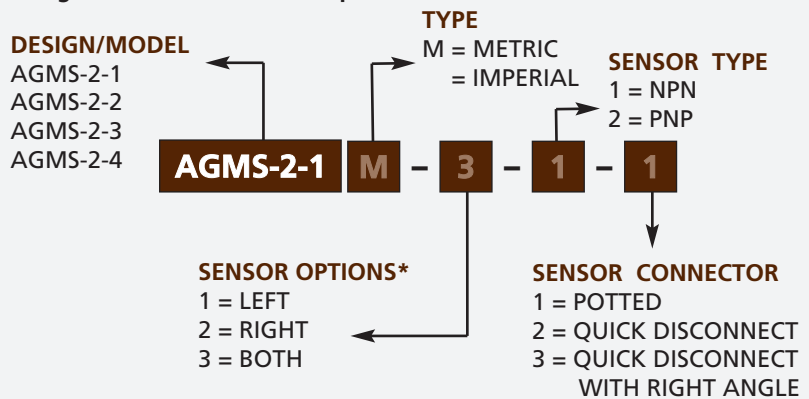 TYPE
M = METRIC
= IMPERIAL
DESIGN/MODEL
AGMS-2-1
AGMS-2-2
AGMS-2-3
AGMS-2-4
SENSOR TYPE
1 = NPN
2 = PNP
AGMS-2-1 M - 3 - 1 - 1
SENSOR OPTIONS*
1 = LEFT
2 = RIGHT
3 = BOTH
SENSOR CONNECTOR
1 = POTTED
2 = QUICK DISCONNECT
3 = QUICK DISCONNECT
WITH RIGHT ANGLE